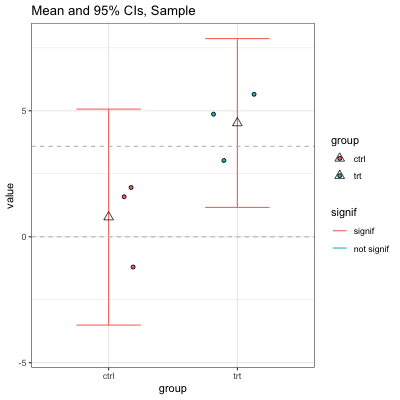 Mean and 95% CIs, Sample
value
5
0
-5
ctrl
trt
group
group
ctrl
trt
signif
signif
not signif